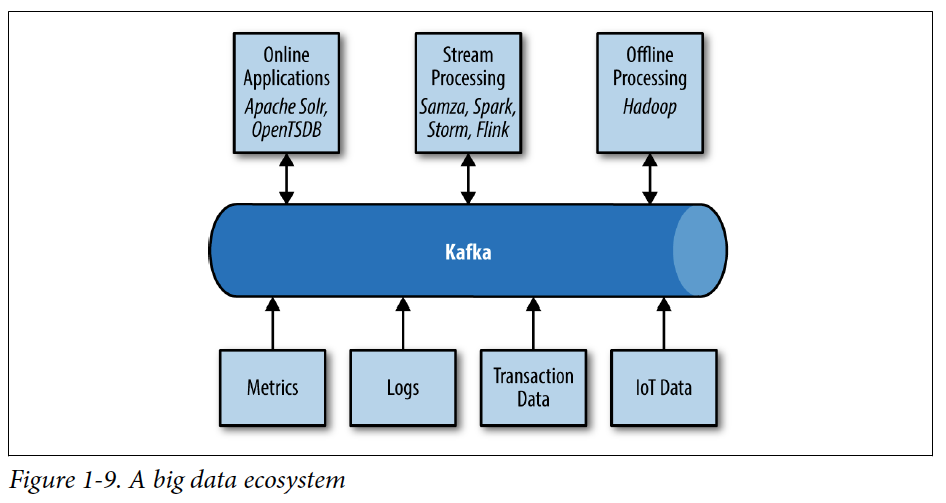 Online
Applications
Apache Solr,
OpenTSDB
Stream
Processing
Samza, Spark,
Storm, Flink
Offline
Processing
Hadoop
Kafka
Metrics
Logs
Transaction
Data
IoT Data
Figure 1-9. A big data ecosystem